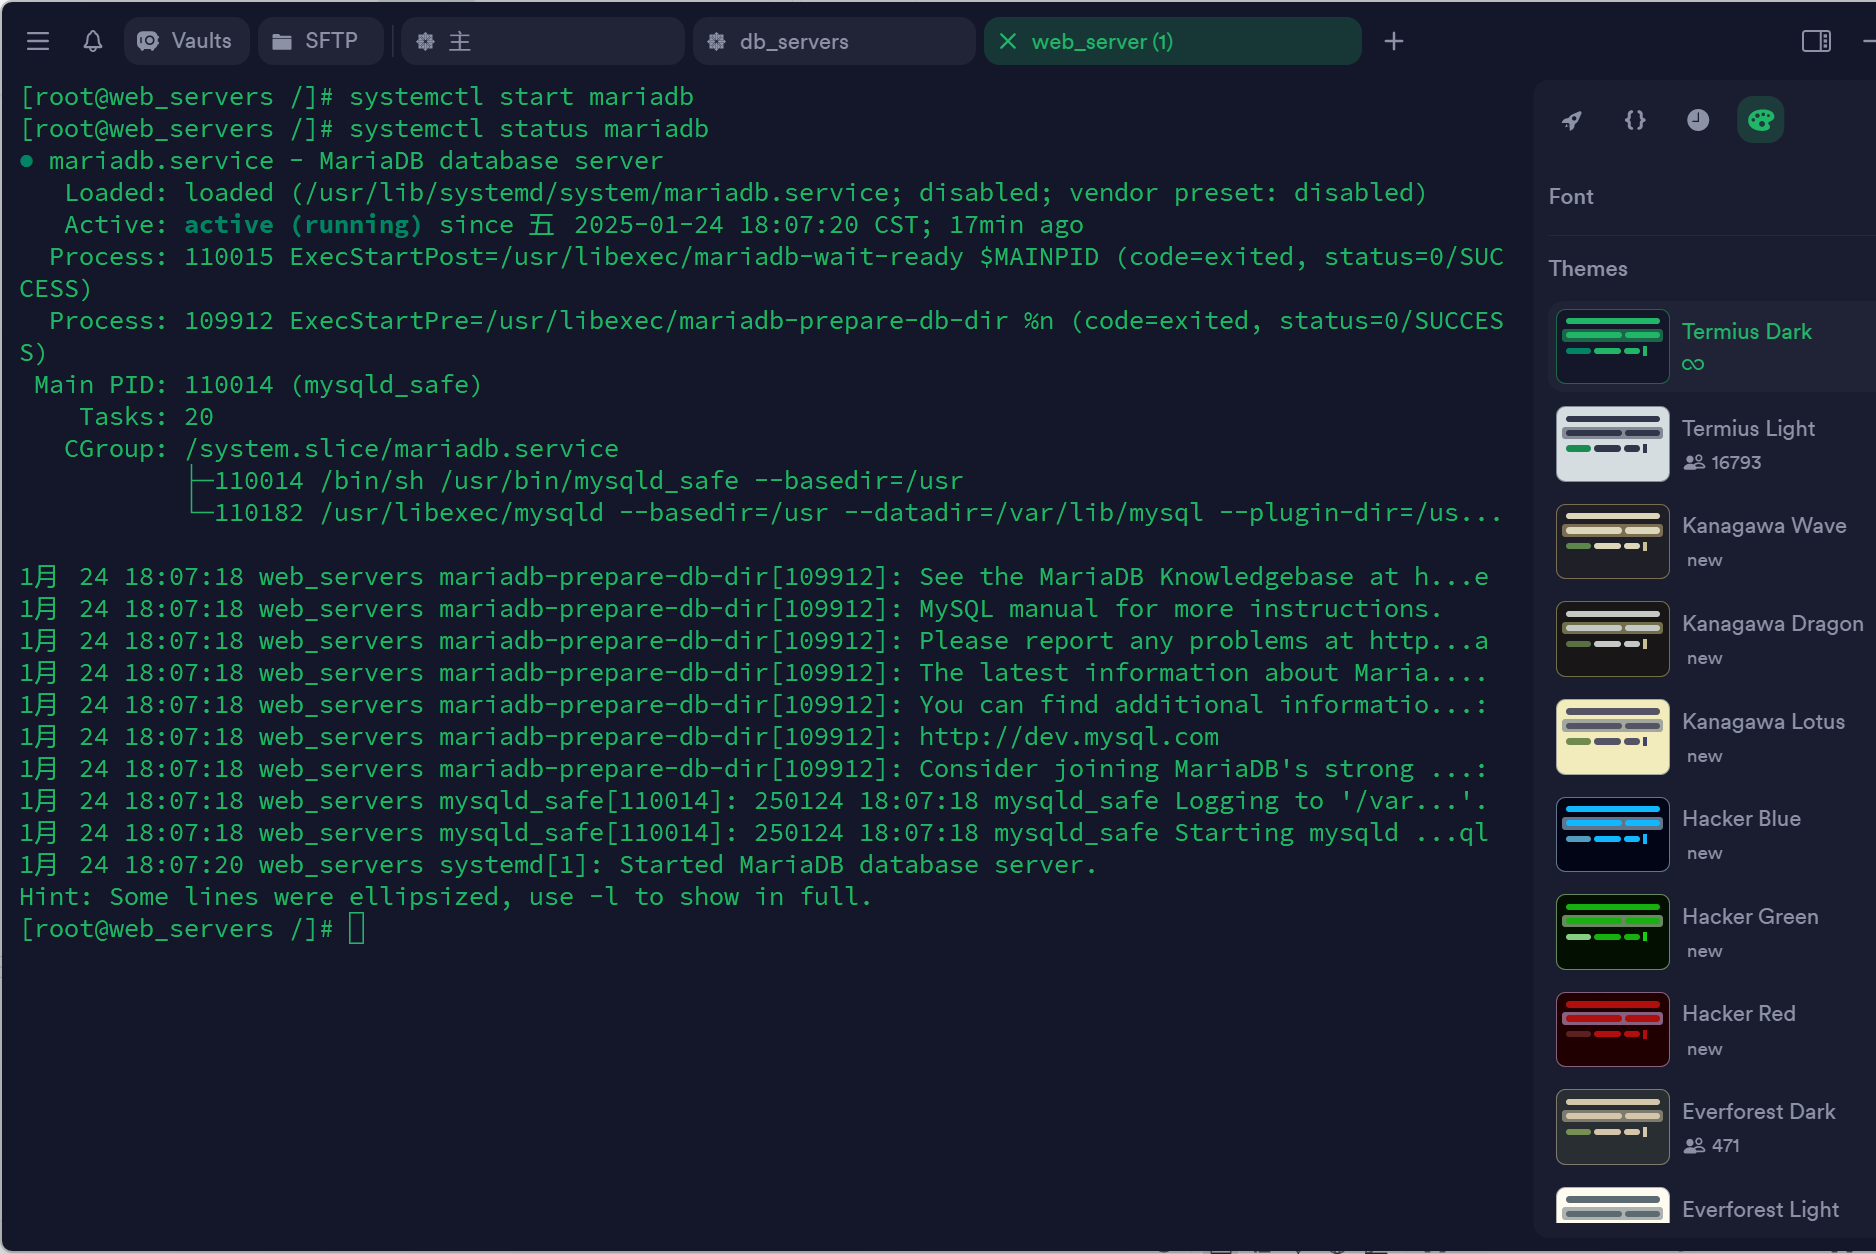 Vaults
SFTP
主
db_servers
web_server (1)
[root@web_servers /]# systemctl start mariadb
[root@web_servers /]# systemctl status mariadb
● mariadb.service - MariaDB database server
   Loaded: loaded (/usr/lib/systemd/system/mariadb.service; disabled; vendor preset: disabled)
   Active: active (running) since 五 2025-01-24 18:07:20 CST; 17min ago
  Process: 110015 ExecStartPost=/usr/libexec/mariadb-wait-ready $MAINPID (code=exited, status=0/SUC
CESS)
  Process: 109912 ExecStartPre=/usr/libexec/mariadb-prepare-db-dir %n (code=exited, status=0/SUCCES
S)
 Main PID: 110014 (mysqld_safe)
    Tasks: 20
   CGroup: /system.slice/mariadb.service
           ├─110014 /bin/sh /usr/bin/mysqld_safe --basedir=/usr
           └─110182 /usr/libexec/mysqld --basedir=/usr --datadir=/var/lib/mysql --plugin-dir=/us...
1月 24 18:07:18 web_servers mariadb-prepare-db-dir[109912]: See the MariaDB Knowledgebase at h...e
1月 24 18:07:18 web_servers mariadb-prepare-db-dir[109912]: MySQL manual for more instructions.
1月 24 18:07:18 web_servers mariadb-prepare-db-dir[109912]: Please report any problems at http...a
1月 24 18:07:18 web_servers mariadb-prepare-db-dir[109912]: The latest information about Maria....
1月 24 18:07:18 web_servers mariadb-prepare-db-dir[109912]: You can find additional informatio...:
1月 24 18:07:18 web_servers mariadb-prepare-db-dir[109912]: http://dev.mysql.com
1月 24 18:07:18 web_servers mariadb-prepare-db-dir[109912]: Consider joining MariaDB's strong ...:
1月 24 18:07:18 web_servers mysqld_safe[110014]: 250124 18:07:18 mysqld_safe Logging to '/var...'.
1月 24 18:07:18 web_servers mysqld_safe[110014]: 250124 18:07:18 mysqld_safe Starting mysqld ...ql
1月 24 18:07:20 web_servers systemd[1]: Started MariaDB database server.
Hint: Some lines were ellipsized, use -l to show in full.
[root@web_servers /]#
Font
Themes
Termius Dark
Termius Light
16793
Kanagawa Wave
new
Kanagawa Dragon
new
Kanagawa Lotus
new
Hacker Blue
new
Hacker Green
new
Hacker Red
new
Everforest Dark
471
Everforest Light